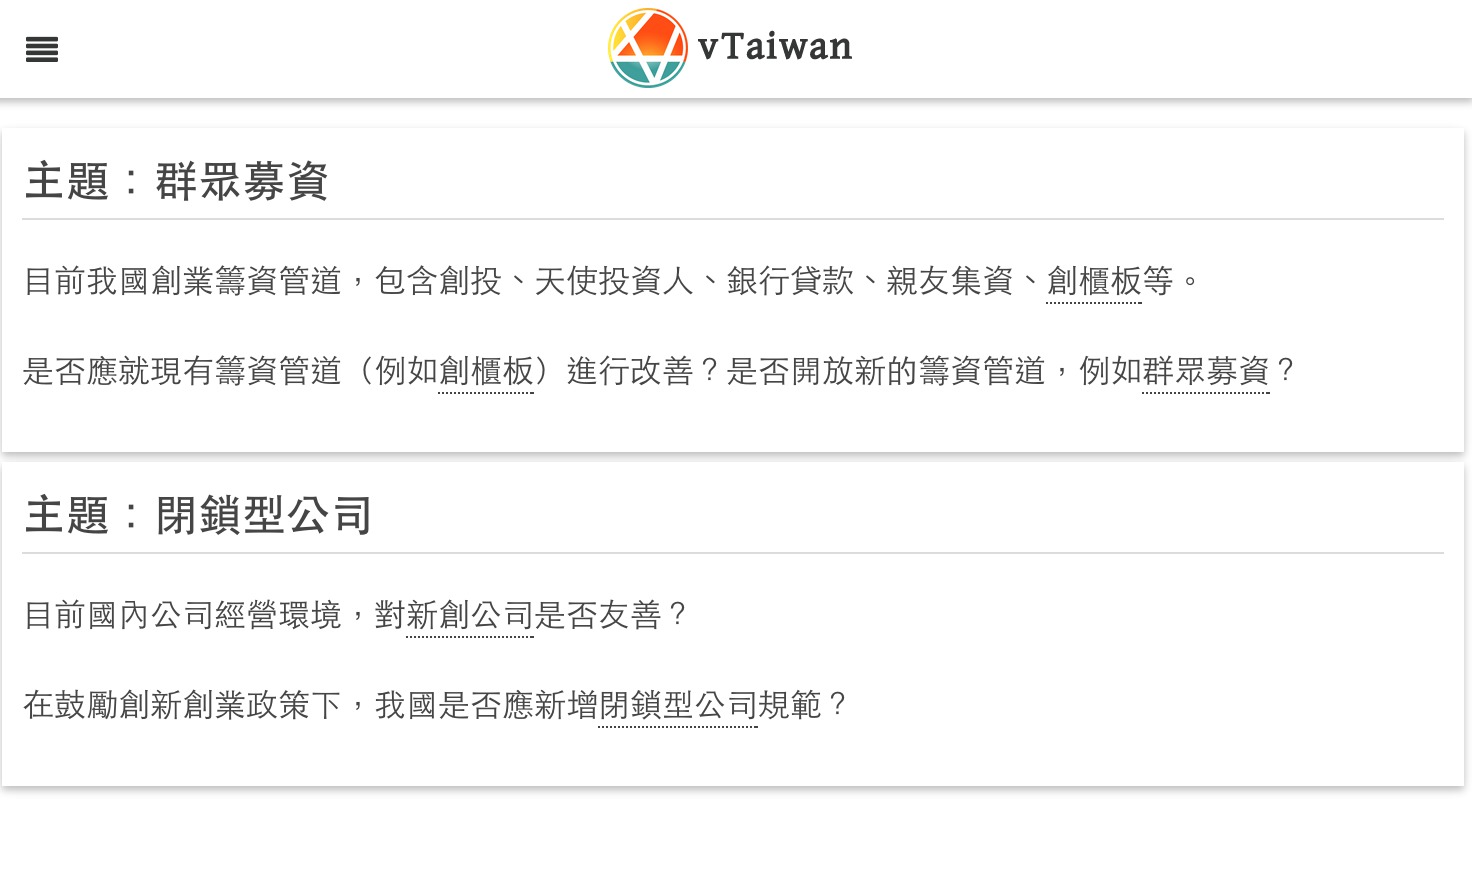 vTaiwan
主題：群眾募資
目前我國創業籌資管道，包含創投、天使投資人、銀行貸款、親友集資、創櫃板等。
是否應就現有籌資管道（例如創櫃板）進行改善？是否開放新的籌資管道，例如群眾募資？
主題：閉鎖型公司
目前國內公司經營環境，對新創公司是否友善？
在鼓勵創新創業政策下，我國是否應新增閉鎖型公司規範？